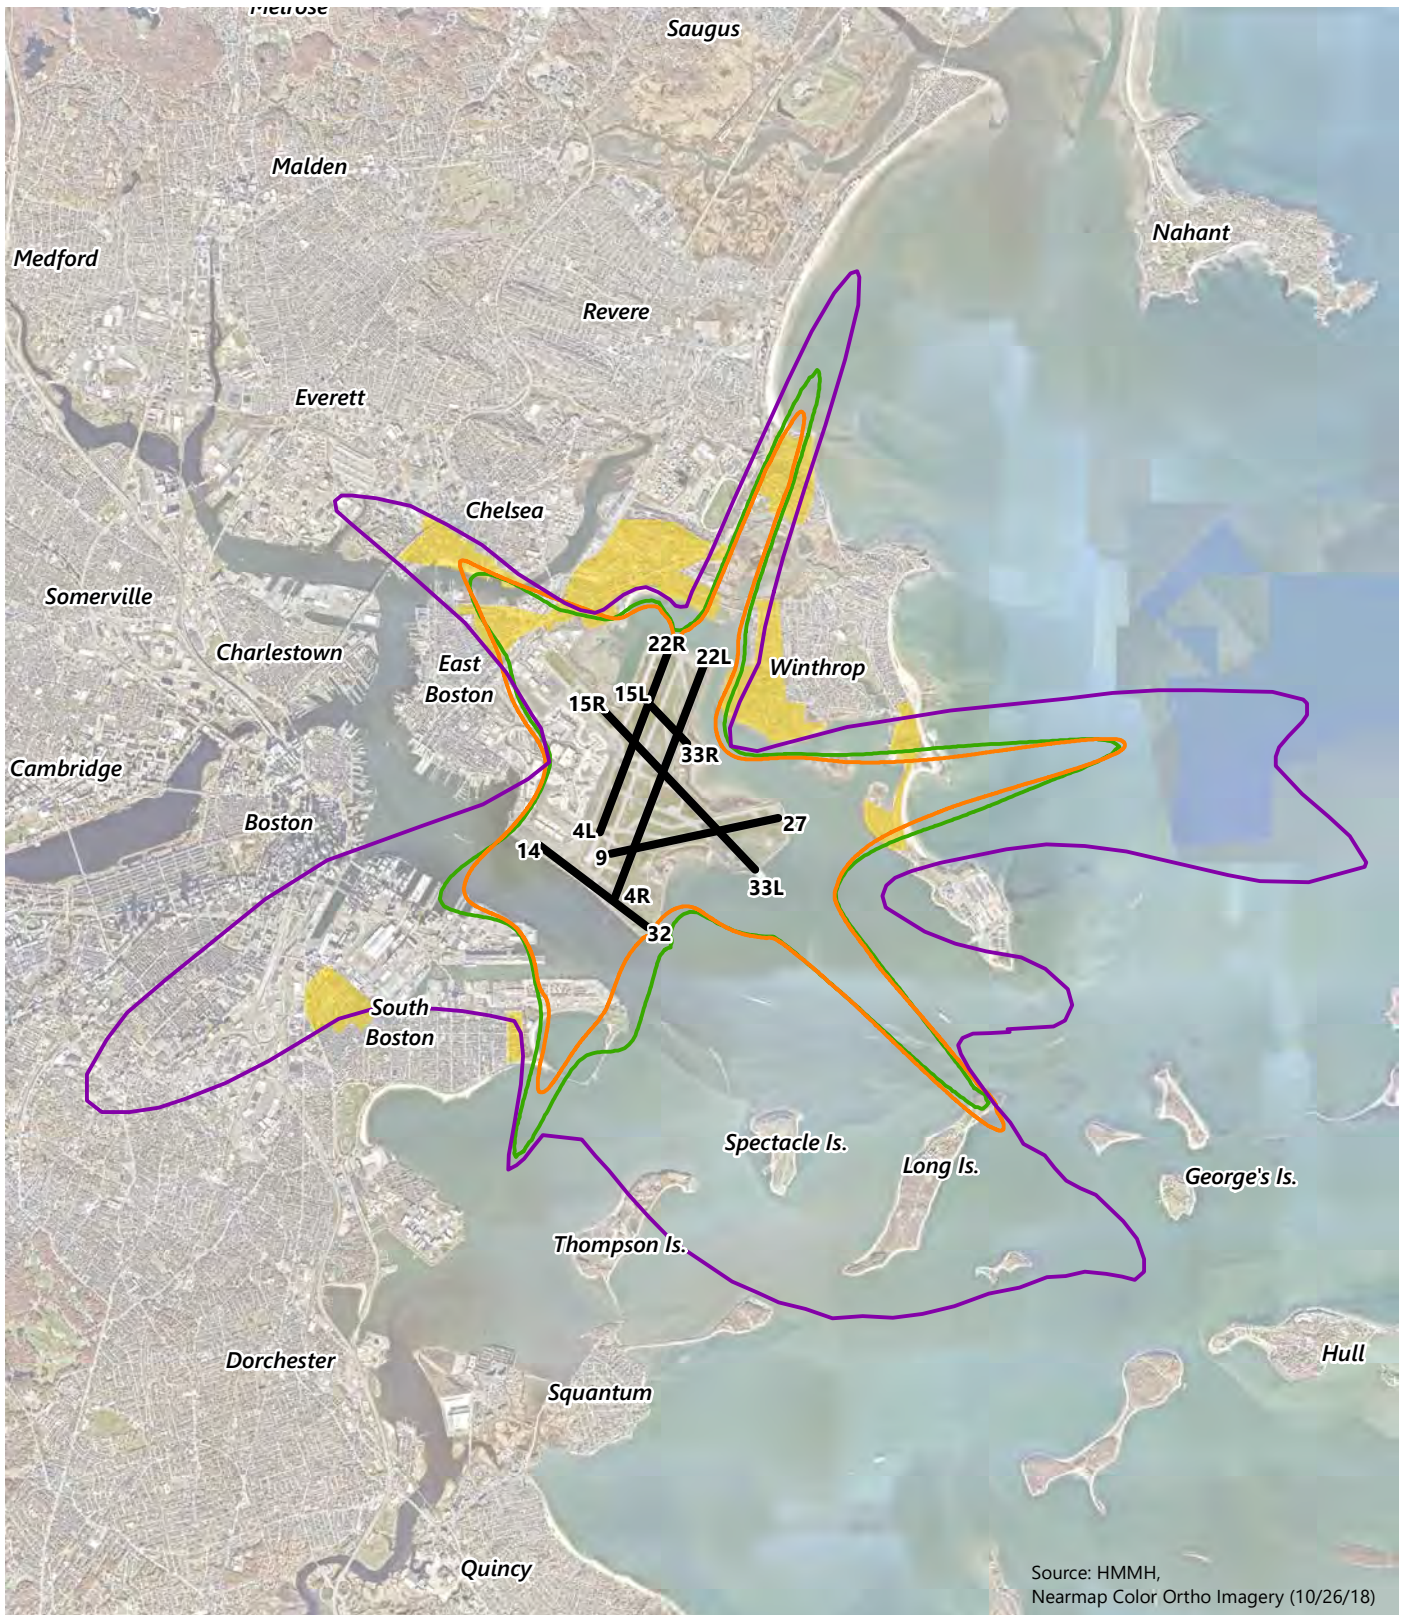 Melrose
Saugus
Malden
Nahant
Medford
Revere
Everett
Chelsea
Somerville
Charlestown
East
Boston
22R
22L
Winthrop
15L
15R
33R
Cambridge
Boston
4L
27
14
9
33L
4R
32
South
Boston
Spectacle Is.
Long Is.
George's Is.
Thompson Is.
Hull
Dorchester
Squantum
Quincy
Source: HMMH,
Nearmap Color Ortho Imagery (10/26/18)